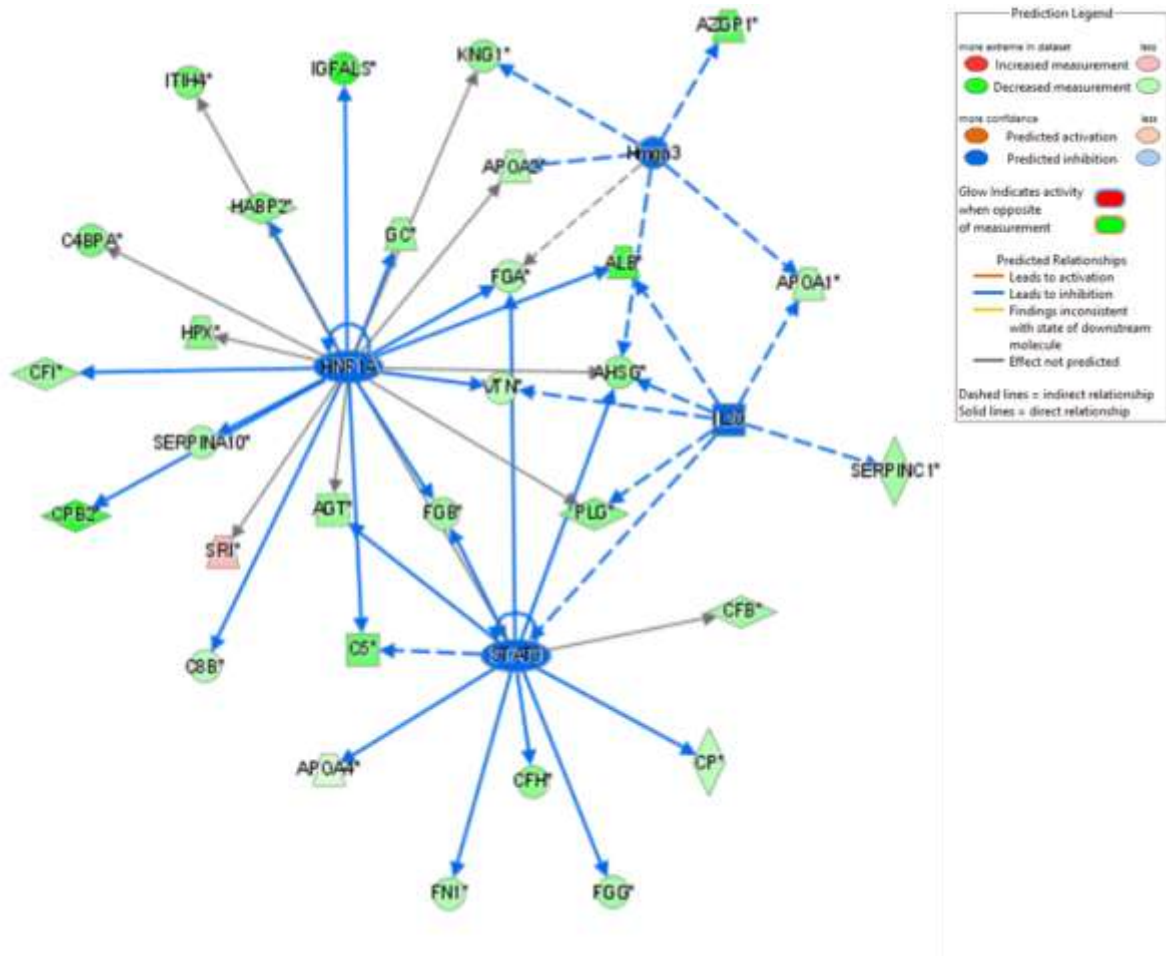 AZGP1*
KNG1*
IGFALS*
ITIH4*
Hmgn3
APOA2*
HABP2*
GC*
C4BPA*
FGA*
ALB*
APOA1*
HPX*
HNF1A
CFI*
VTN*
AHSG*
SERPINA10*
SERPINC1*
CPB2*
AGT*
FGB*
PLG*
SRI*
CFB*
C5*
C8B*
APOA4*
CFH*
CP*
FN1*
FGG*
Prediction Legend
more extreme in dataset less
Increased measurement
Decreased measurement
more confidence less
Predicted activation
Predicted inhibition
Glow Indicates activity
when opposite
of measurement
Predicted Relationships
Leads to activation
Leads to inhibition
Findings inconsistent
with state of downstream
molecule
Effect not predicted
Dashed lines = indirect relationship
Solid lines = direct relationship